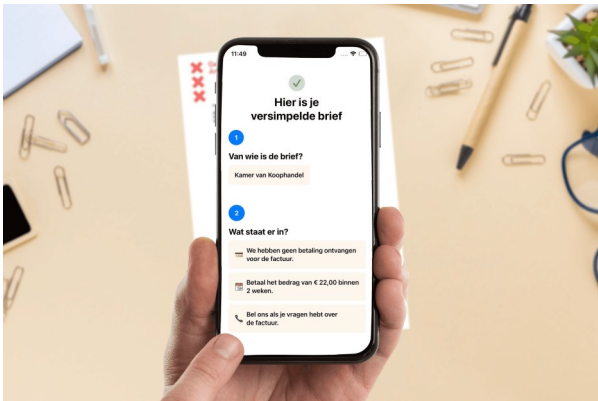 11:49
Hier is je
versimpelde brief
1
Van wie is de brief?
Kamer van Koophandel
2
Wat staat er in?
We hebben geen betaling ontvangen
voor de factuur.
Betaal het bedrag van € 22,00 binnen
2 weken.
Bel ons als je vragen hebt over
de factuur.